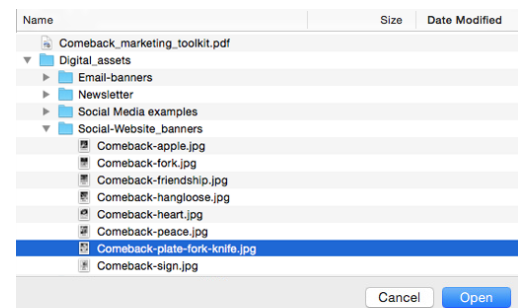 Name Size Date Modified
Comeback_marketing_toolkit.pdf
Digital_assets
Email-banners
Newsletter
Social Media examples
Social-Website_banners
Comeback-apple.jpg
Comeback-fork.jpg
Comeback-friendship.jpg
Comeback-hangloose.jpg
Comeback-heart.jpg
Comeback-peace.jpg
Comeback-plate-fork-knife.jpg
Comeback-sign.jpg
Cancel Open